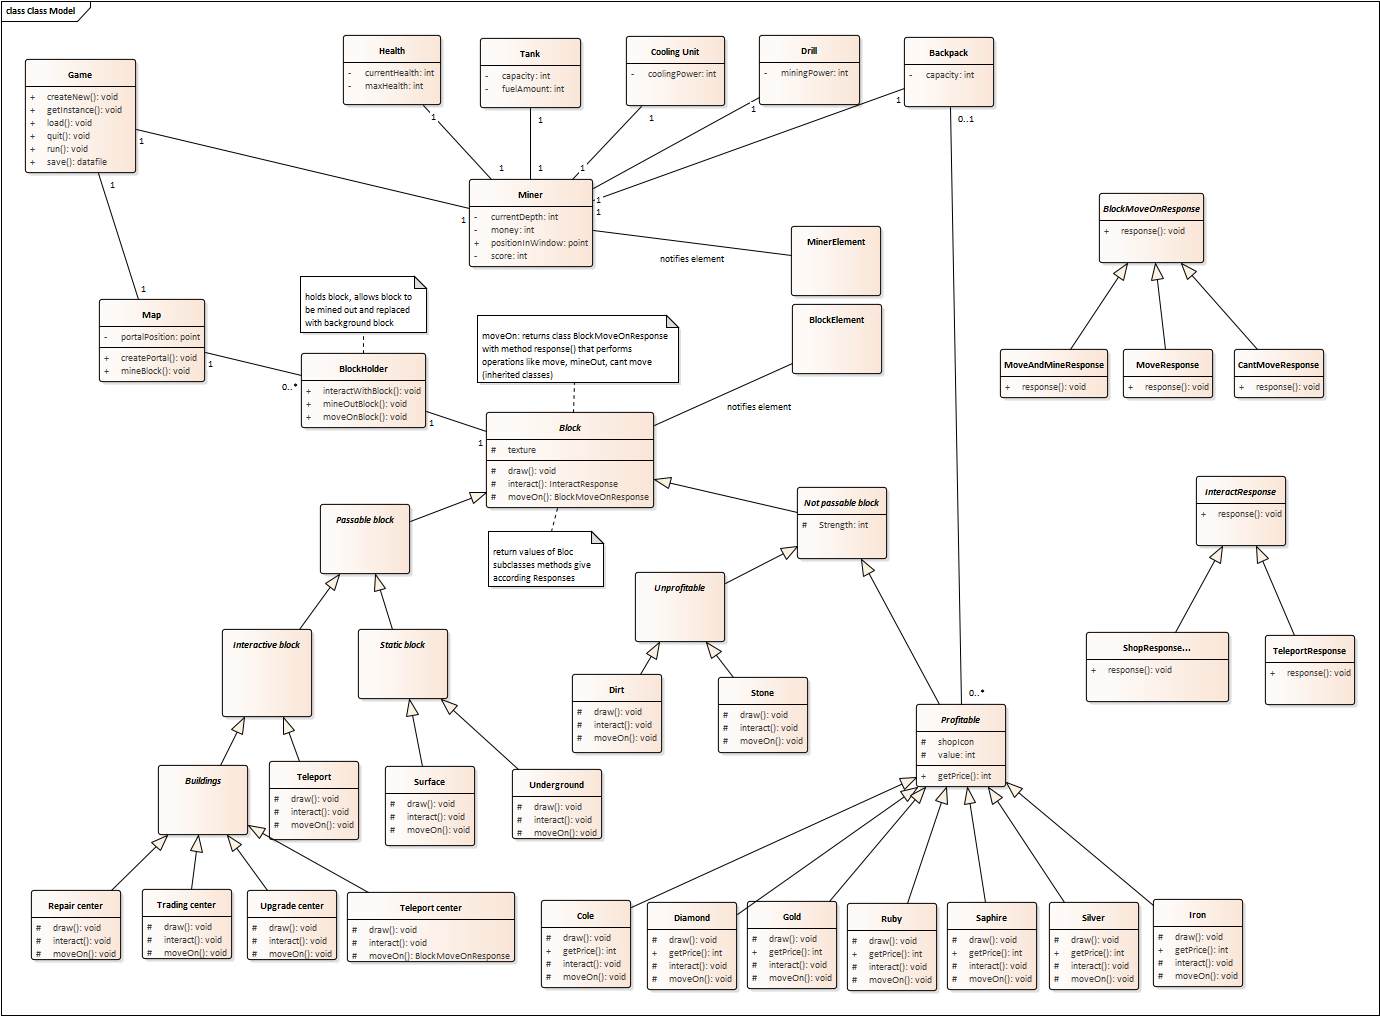 class Class Model
Health
- currentHealth: int
- maxHealth: int
Tank
- capacity: int
- fuelAmount: int
Cooling Unit
- coolingPower: int
Drill
- miningPower: int
Backpack
- capacity: int
Game
+ createNew(): void
+ getInstance(): void
+ load(): void
+ quit(): void
+ run(): void
+ save(): datafile
1
1
1
1
1
0..1
1
1
1
1
1
1
1
1
Miner
- currentDepth: int
- money: int
+ positionInWindow: point
- score: int
MinerElement
notifies element
BlockMoveOnResponse
+ response(): void
1
Map
- portalPosition: point
+ createPortal(): void
+ mineBlock(): void
holds block, allows block to
be mined out and replaced
with background block
1
0..*
BlockHolder
+ interactWithBlock(): void
+ mineOutBlock(): void
+ moveOnBlock(): void
1
1
moveOn: returns class BlockMoveOnResponse
with method response() that performs
operations like move, mineOut, cant move
(inherited classes)
BlockElement
notifies element
MoveAndMineResponse
+ response(): void
MoveResponse
+ response(): void
CantMoveResponse
+ response(): void
Block
# texture
# draw(): void
# interact(): InteractResponse
# moveOn(): BlockMoveOnResponse
return values of Bloc
subclasses methods give
according Responses
Passable block
Not passable block
# Strength: int
InteractResponse
+ response(): void
Interactive block
Static block
Unprofitable
ShopResponse...
+ response(): void
TeleportResponse
+ response(): void
Dirt
# draw(): void
# interact(): void
# moveOn(): void
Stone
# draw(): void
# interact(): void
# moveOn(): void
0..*
Profitable
# shopIcon
# value: int
+ getPrice(): int
Buildings
Teleport
# draw(): void
# interact(): void
# moveOn(): void
Surface
# draw(): void
# interact(): void
# moveOn(): void
Underground
# draw(): void
# interact(): void
# moveOn(): void
Repair center
# draw(): void
# interact(): void
# moveOn(): void
Trading center
# draw(): void
# interact(): void
# moveOn(): void
Upgrade center
# draw(): void
# interact(): void
# moveOn(): void
Teleport center
# draw(): void
# interact(): void
# moveOn(): BlockMoveOnResponse
Cole
# draw(): void
+ getPrice(): int
# interact(): void
# moveOn(): void
Diamond
# draw(): void
+ getPrice(): int
# interact(): void
# moveOn(): void
Gold
# draw(): void
+ getPrice(): int
# interact(): void
# moveOn(): void
Ruby
# draw(): void
+ getPrice(): int
# interact(): void
# moveOn(): void
Saphire
# draw(): void
+ getPrice(): int
# interact(): void
# moveOn(): void
Silver
# draw(): void
+ getPrice(): int
# interact(): void
# moveOn(): void
Iron
# draw(): void
+ getPrice(): int
# interact(): void
# moveOn(): void